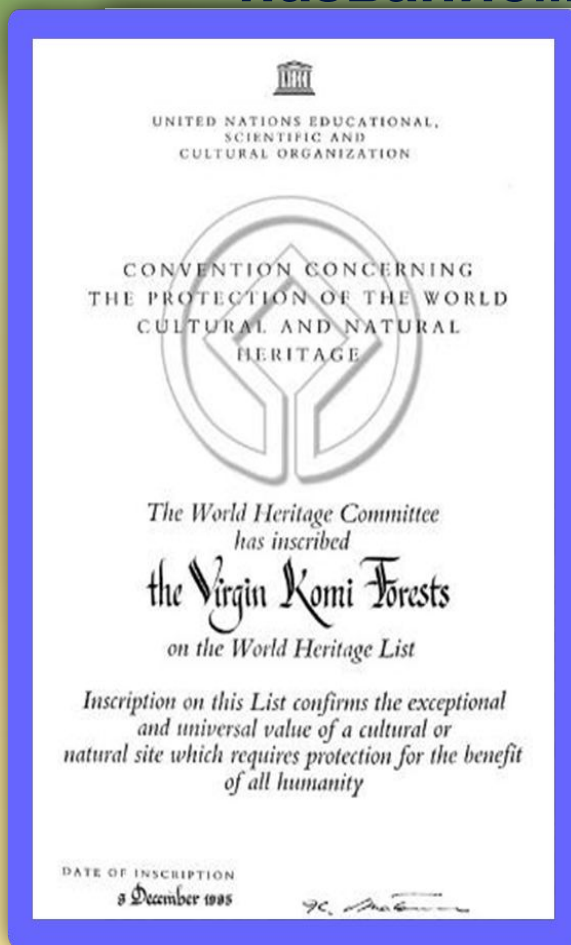 UNITED NATIONS EDUCATIONAL,
SCIENTIFIC AND
CULTURAL ORGANIZATION
CONVENTION CONCERNING
THE PROTECTION OF THE WORLD
CULTURAL AND NATURAL
HERITAGE
The World Heritage Committee
has inscribed
the Virgin Komi Forests
on the World Heritage List
Inscription on this List confirms the exceptional
and universal value of a cultural or
natural site which requires protection for the benefit
of all humanity
DATE OF INSCRIPTION
9 December 1995